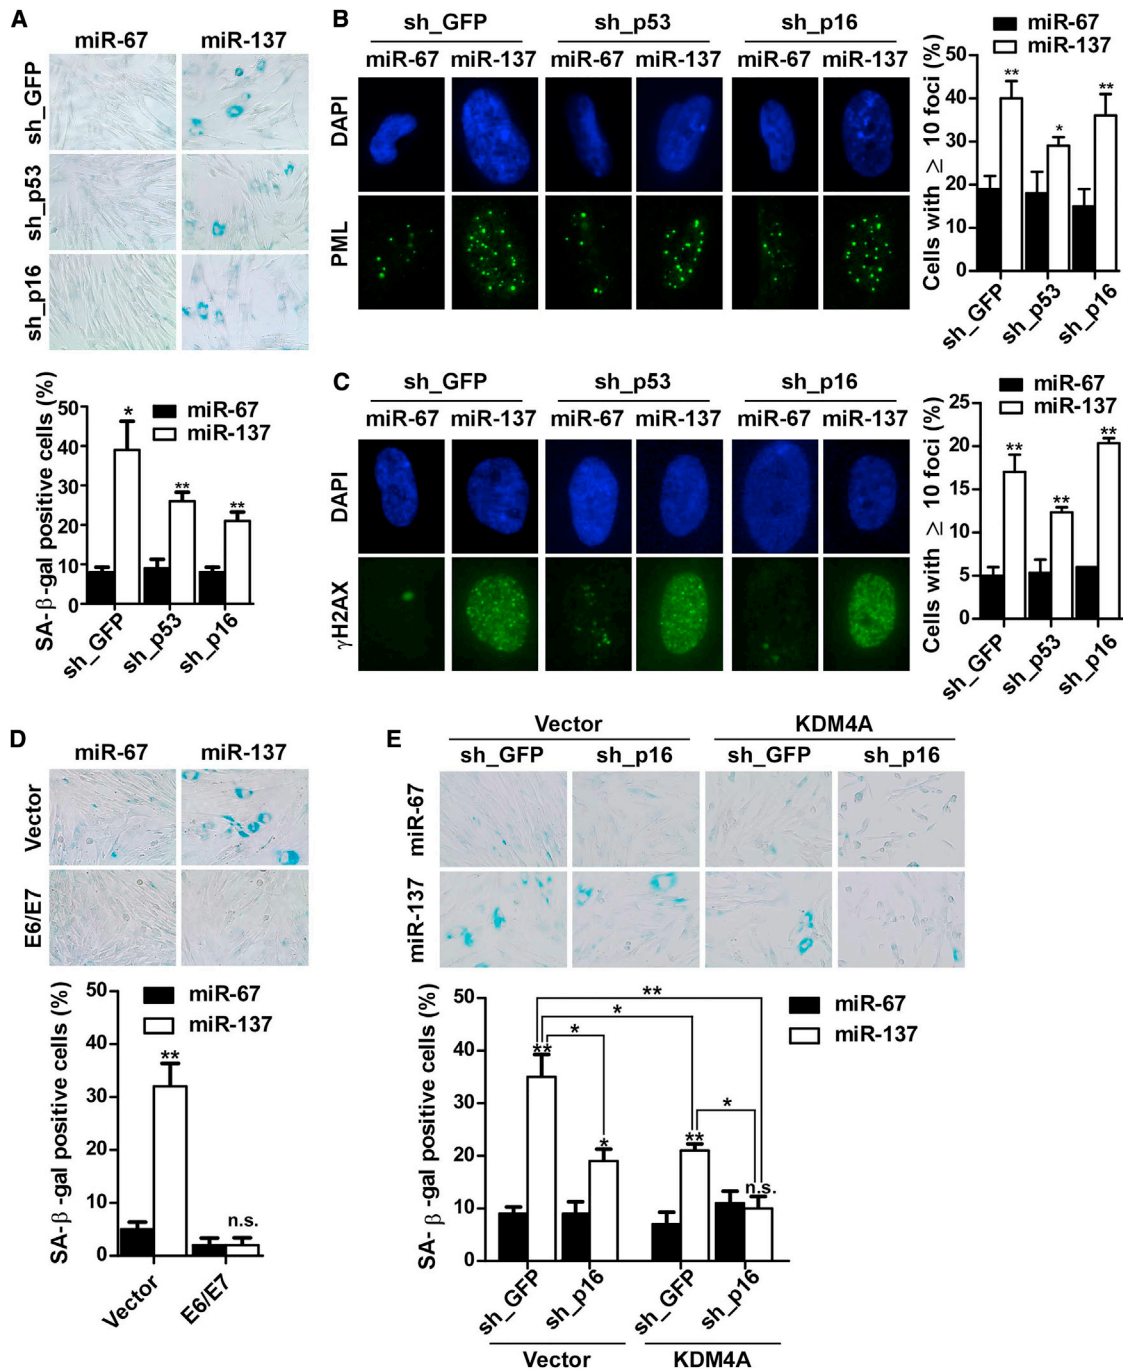 A
miR-67 miR-137
sh_GFP
sh_p53
sh_p16
SA-β-gal positive cells (%)
50
40
30
20
10
0
*
**
**
miR-67
miR-137
sh_GFP
sh_p53
sh_p16
B
sh_GFP sh_p53 sh_p16
miR-67 miR-137 miR-67 miR-137 miR-67 miR-137
DAPI
PML
Cells with ≥ 10 foci (%)
miR-67
miR-137
50
40
30
20
10
0
**
*
**
sh_GFP
sh_p53
sh_p16
C
sh_GFP sh_p53 sh_p16
miR-67 miR-137 miR-67 miR-137 miR-67 miR-137
DAPI
γH2AX
Cells with ≥ 10 foci (%)
miR-67
miR-137
25
20
15
10
5
0
**
**
**
sh_GFP
sh_p53
sh_p16
D
miR-67 miR-137
Vector
E6/E7
SA-β-gal positive cells (%)
50
40
30
20
10
0
miR-67
miR-137
**
n.s.
Vector
E6/E7
E
Vector KDM4A
sh_GFP sh_p16 sh_GFP sh_p16
miR-67
miR-137
SA-β-gal positive cells (%)
50
40
30
20
10
0
**
*
*
**
*
*
**
n.s.
miR-67
miR-137
sh_GFP
sh_p16
sh_GFP
sh_p16
Vector KDM4A